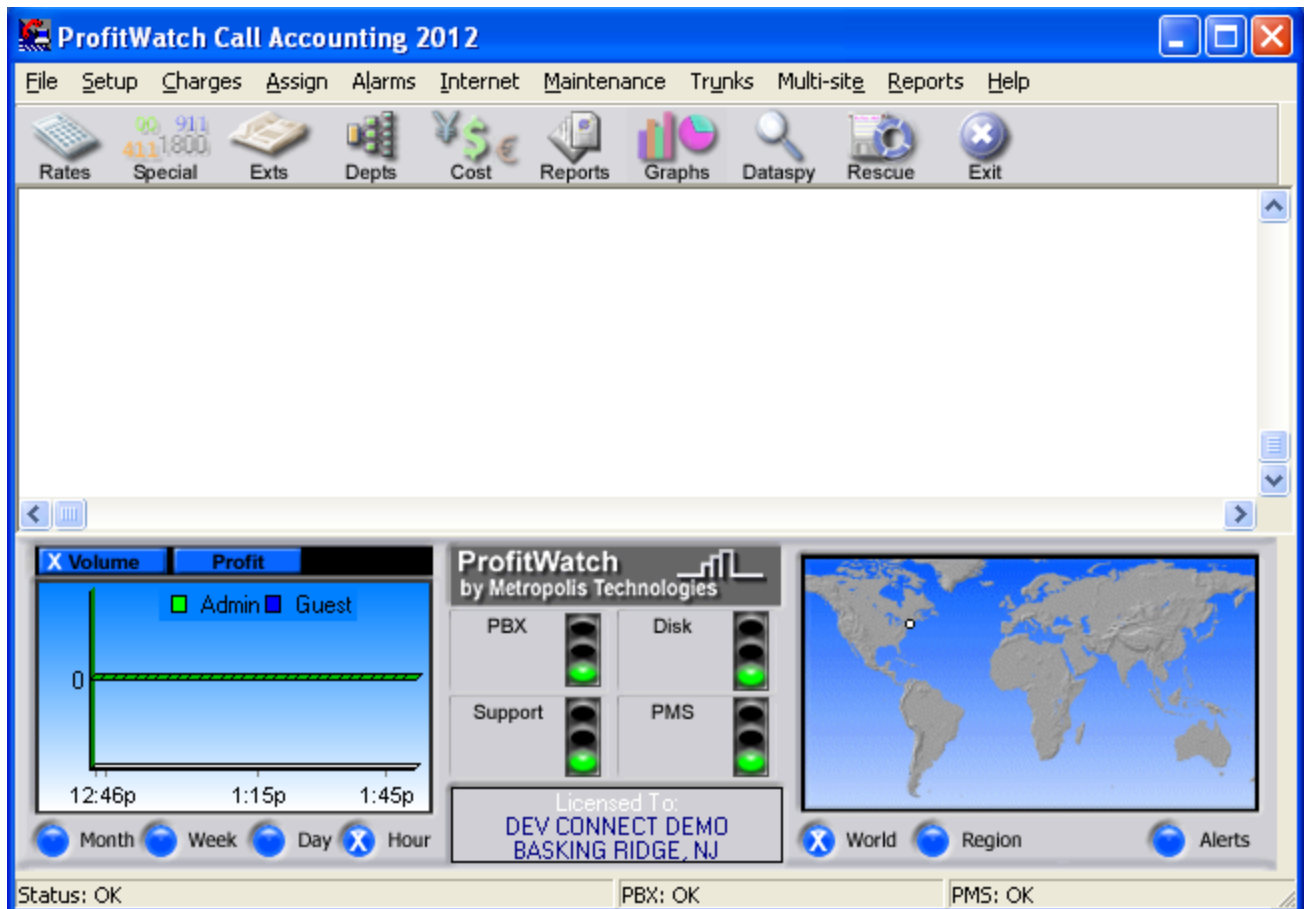 ProfitWatch Call Accounting 2012
File Setup Charges Assign Alarms Internet Maintenance Trunks Multi-site Reports Help
00 911
411 1,800
Rates Special Exts Depts Cost Reports Graphs Dataspy Rescue Exit
X Volume Profit
Admin Guest
0
12:46p 1:15p 1:45p
Month Week Day X Hour
ProfitWatch
by Metropolis Technologies
PBX Disk
Support PMS
Licensed To:
DEV CONNECT DEMO
BASKING RIDGE, NJ
X World Region Alerts
Status: OK PBX: OK PMS: OK